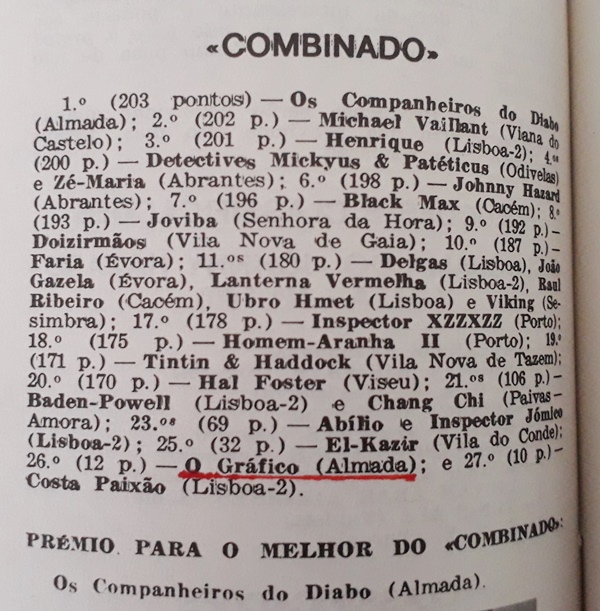 «COMBINADO»
1.º (203 pontos) — Os Companheiros do Diabo
(Almada); 2.º (202 p.) — Michael Vaillant (Viana do
Castelo); 3.º (201 p.) — Henrique (Lisboa-2); 4.ºs
(200 p.) — Detectives Mickyus & Patéticus (Odivelas)
e Zé-Maria (Abrantes); 6.º (198 p.) — Johnny Hazard
(Abrantes); 7.º (196 p.) — Black Max (Cacém); 8.º
(193 p.) — Joviba (Senhora da Hora); 9.º (192 p.) —
Doizirmãos (Vila Nova de Gaia); 10.º (187 p.) —
Faria (Évora); 11.ºs (180 p.) — Delgas (Lisboa), João
Gazela (Évora), Lanterna Vermelha (Lisboa-2), Raul
Ribeiro (Cacém), Ubro Hmet (Lisboa) e Viking (Se-
simbra); 17.º (178 p.) — Inspector XZZXZZ (Porto);
18.º (175 p.) — Homem-Aranha II (Porto); 19.º
(171 p.) — Tintin & Haddock (Vila Nova de Tazem);
20.º (170 p.) — Hal Foster (Viseu); 21.ºs (106 p.) —
Baden-Powell (Lisboa-2) e Chang Chi (Paivas-
Amora); 23.ºs (69 p.) — Abílio e Inspector Jómico
(Lisboa-2); 25.º (32 p.) — El-Kazir (Vila do Conde);
26.º (12 p.) — O Gráfico (Almada); e 27.º (10 p.) —
Costa Paixão (Lisboa-2).
PRÉMIO PARA O MELHOR DO «COMBINADO»:
Os Companheiros do Diabo (Almada).